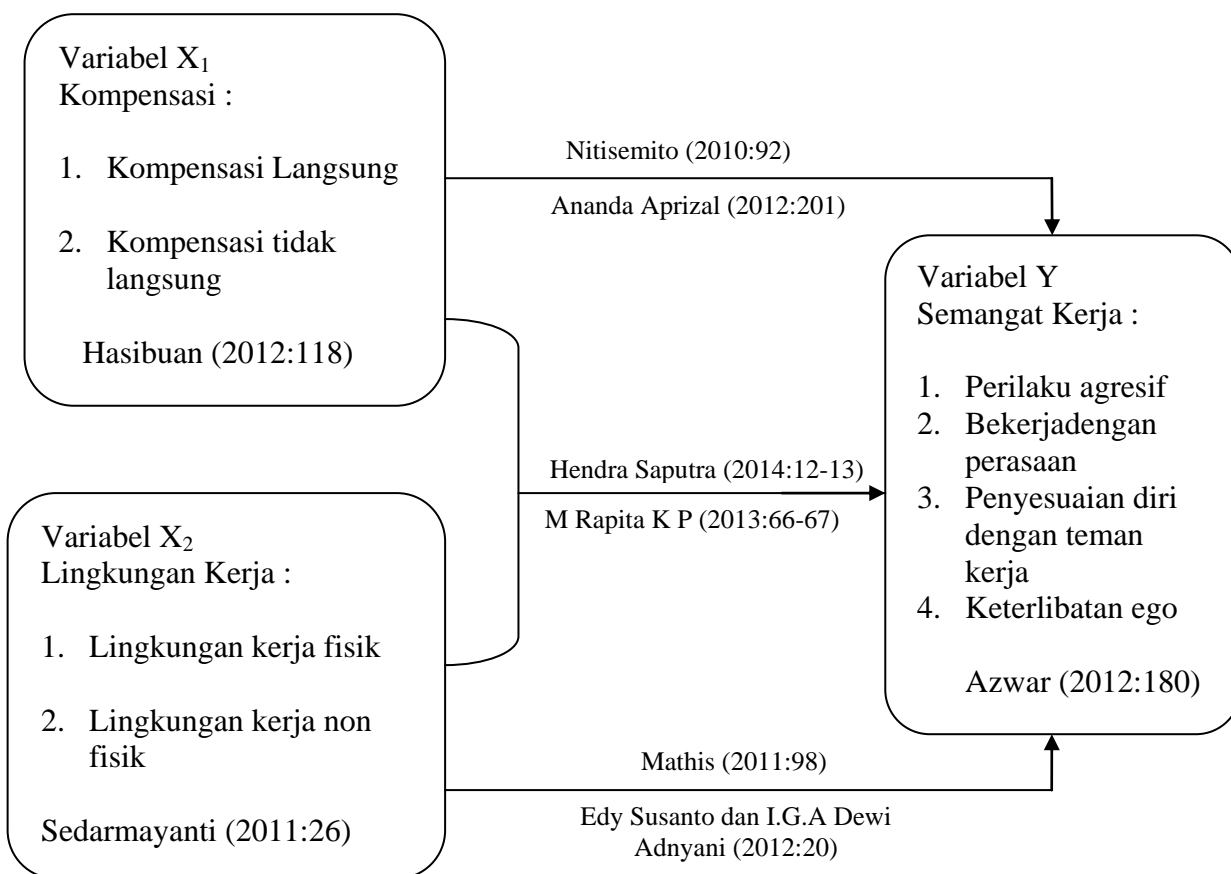 Variabel X₁
Kompensasi :
1. Kompensasi Langsung
2. Kompensasi tidak
langsung
Hasibuan (2012:118)
Nitisemito (2010:92)
Ananda Aprizal (2012:201)
Variabel Y
Semangat Kerja :
1. Perilaku agresif
2. Bekerjadengan
perasaan
3. Penyesuaian diri
dengan teman
kerja
4. Keterlibatan ego
Azwar (2012:180)
Hendra Saputra (2014:12-13)
M Rapita K P (2013:66-67)
Variabel X₂
Lingkungan Kerja :
1. Lingkungan kerja fisik
2. Lingkungan kerja non
fisik
Sedarmayanti (2011:26)
Mathis (2011:98)
Edy Susanto dan I.G.A Dewi
Adnyani (2012:20)